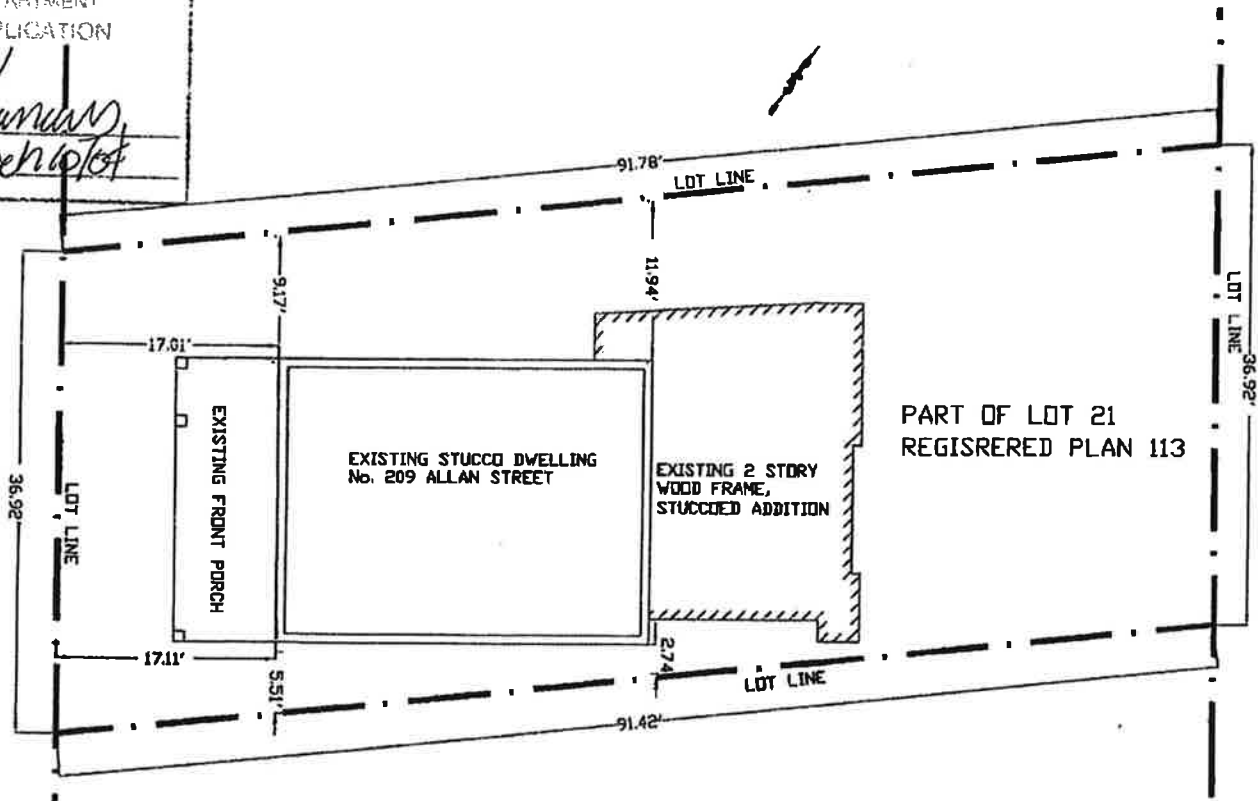 PLICATION
91.78'
LOT LINE
9.17'
11.94'
17.01'
36.92'
LOT LINE
EXISTING FRONT PORCH
EXISTING STUCCO DWELLING
No. 209 ALLAN STREET
EXISTING 2 STORY
WOOD FRAME,
STUCCOED ADDITION
PART OF LOT 21
REGISRERED PLAN 113
LOT LINE
36.92'
17.11'
5.51'
2.74'
LOT LINE
91.42'